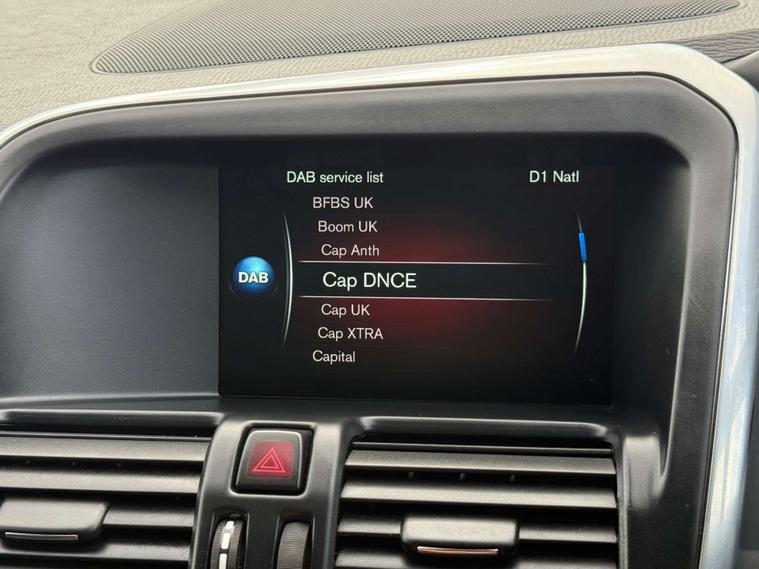 DAB service list
D1 Natl
BFBS UK
Boom UK
Cap Anth
DAB
Cap DNCE
Cap UK
Cap XTRA
Capital